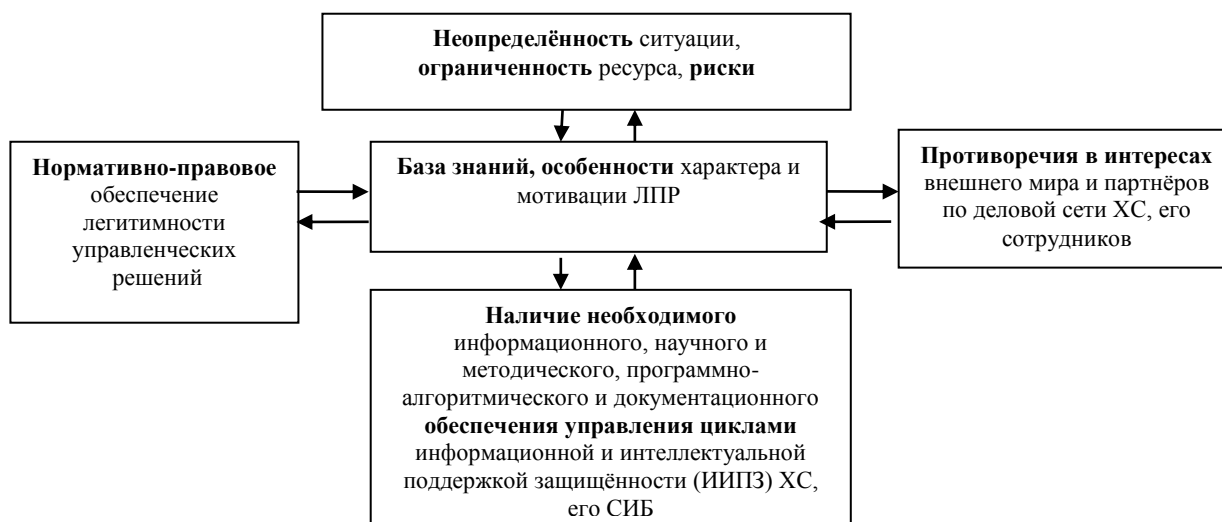 Неопределённость ситуации,
ограниченность ресурса, риски
Нормативно-правовое
обеспечение
легитимности
управленческих
решений
База знаний, особенности характера и
мотивации ЛПР
Противоречия в интересах
внешнего мира и партнёров
по деловой сети ХС, его
сотрудников
Наличие необходимого
информационного, научного и
методического, программно-
алгоритмического и документационного
обеспечения управления циклами
информационной и интеллектуальной
поддержкой защищённости (ИИПЗ) ХС,
его СИБ